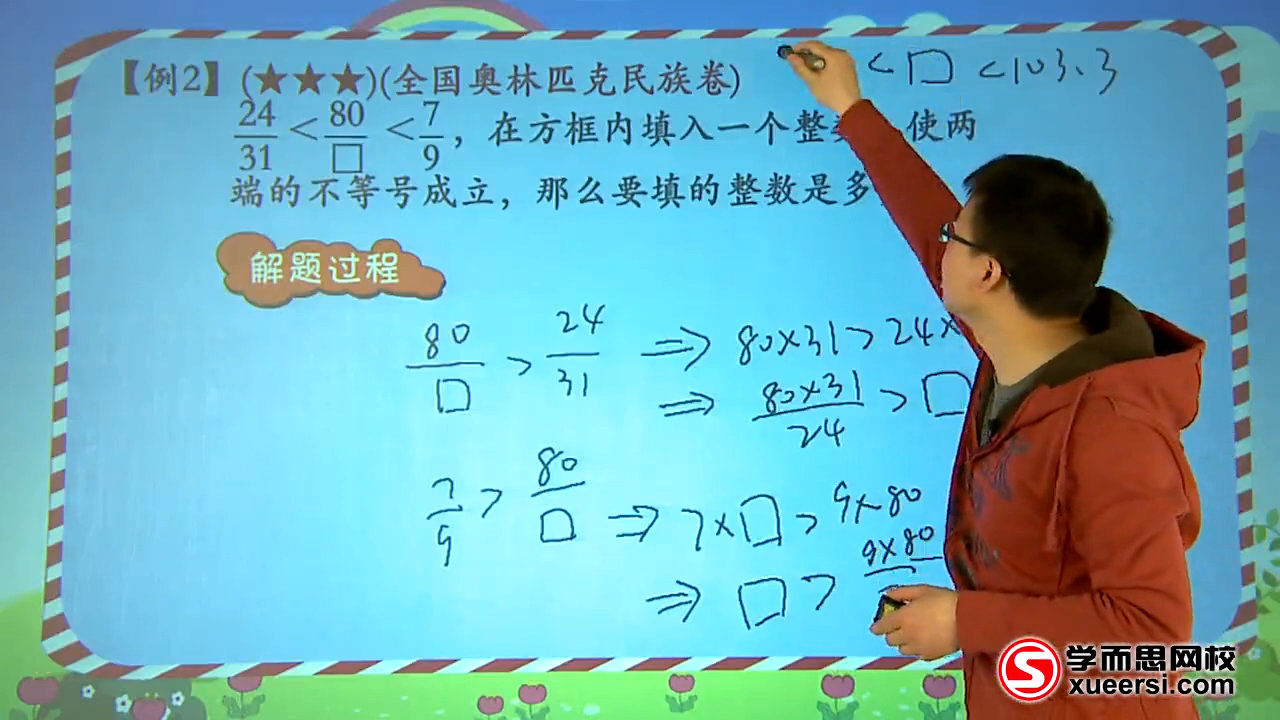 【例2】(★★★)(全国奥林匹克民族卷)
< □ < 103.3
24/31 < 80/□ < 7/9，在方框内填入一个整数 使两
端的不等号成立，那么要填的整数是多
解题过程
80/□ > 24/31 ⇒ 80×31 > 24×
⇒ 80×31/24 > □
7/9 > 80/□ ⇒ 7×□ > 9×80
⇒ □ > 9×80
学而思网校
xueersi.com